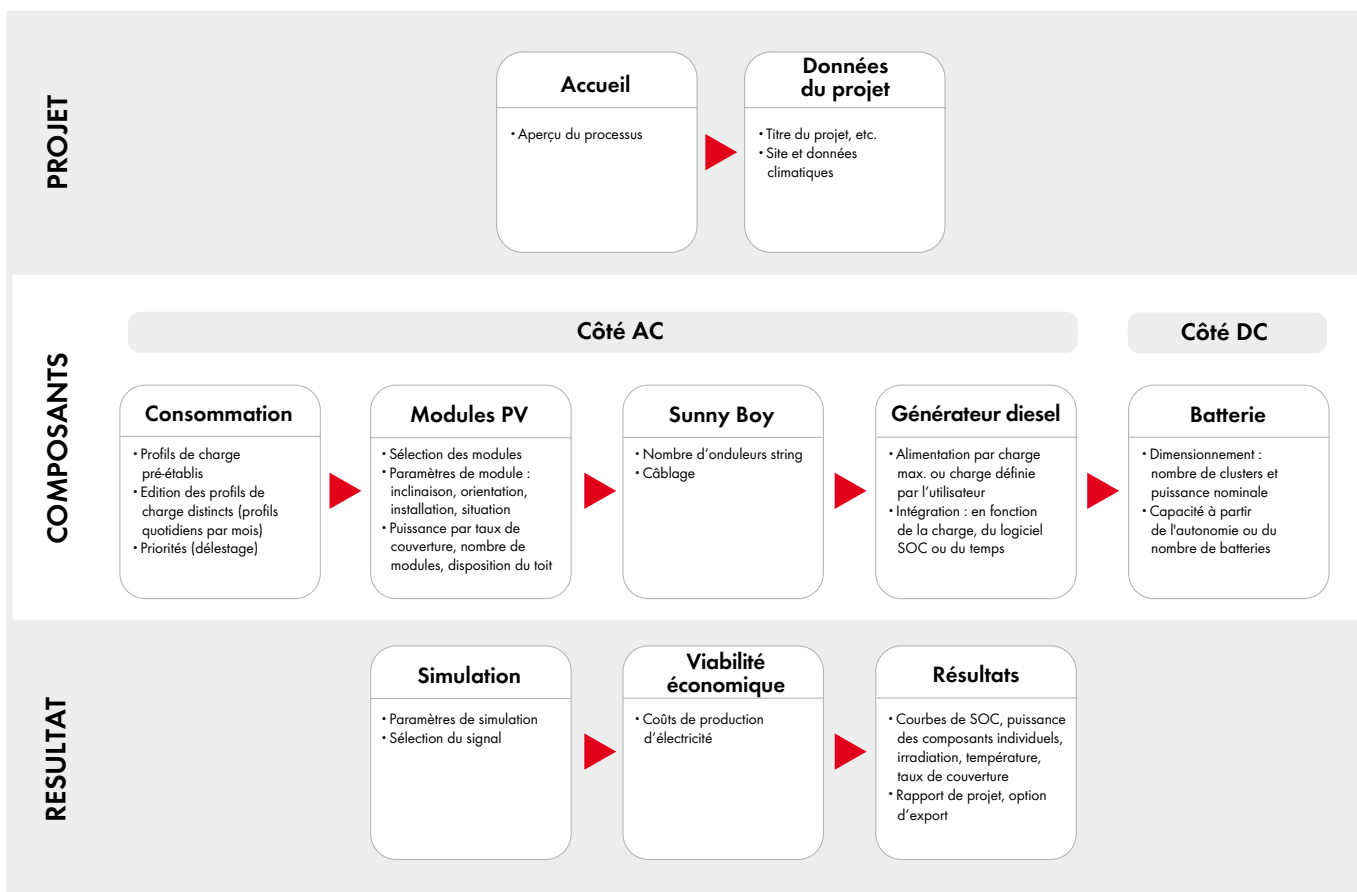 PROJET
Accueil
• Aperçu du processus
Données
du projet
• Titre du projet, etc.
• Site et données
climatiques
COMPOSANTS
Côté AC
Côté DC
Consommation
• Profils de charge
pré-établis
• Edition des profils de
charge distincts (profils
quotidiens par mois)
• Priorités (délestage)
Modules PV
• Sélection des modules
• Paramètres de module :
inclinaison, orientation,
installation, situation
• Puissance par taux de
couverture, nombre de
modules, disposition du toit
Sunny Boy
• Nombre d’onduleurs string
• Câblage
Générateur diesel
• Alimentation par charge
max. ou charge définie
par l’utilisateur
• Intégration : en fonction
de la charge, du logiciel
SOC ou du temps
Batterie
• Dimensionnement :
nombre de clusters et
puissance nominale
• Capacité à partir
de l'autonomie ou du
nombre de batteries
RESULTAT
Simulation
• Paramètres de simulation
• Sélection du signal
Viabilité
économique
• Coûts de production
d’électricité
Résultats
• Courbes de SOC, puissance
des composants individuels,
irradiation, température,
taux de couverture
• Rapport de projet, option
d’export